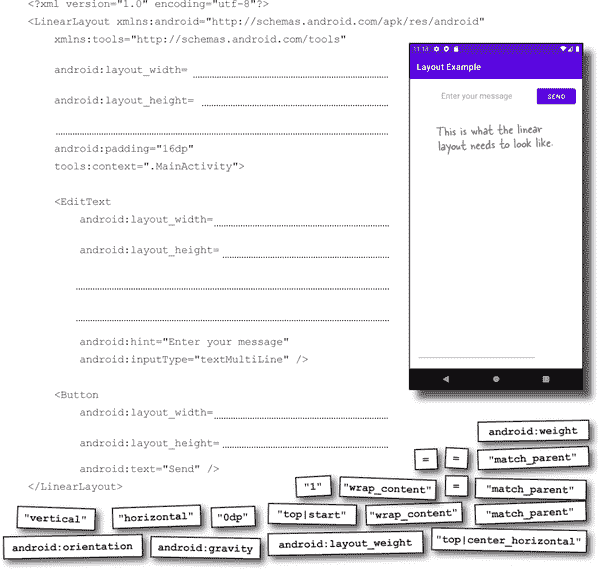 <?xml version="1.0" encoding="utf-8"?>
<LinearLayout xmlns:android="http://schemas.android.com/apk/res/android"
xmlns:tools="http://schemas.android.com/tools"
android:layout_width=
android:layout_height=
android:padding="16dp"
tools:context=".MainActivity">
<EditText
android:layout_width=
android:layout_height=
android:hint="Enter your message"
android:inputType="textMultiLine" />
<Button
android:layout_width=
android:layout_height=
android:text="Send" />
</LinearLayout>
Layout Example
Enter your message
SEND
This is what the linear
layout needs to look like.
android:weight
= = "match_parent"
"1" "wrap_content" = "match_parent"
"vertical" "horizontal" "0dp" "top|start" "wrap_content" "match_parent"
android:orientation android:gravity android:layout_weight "top|center_horizontal"